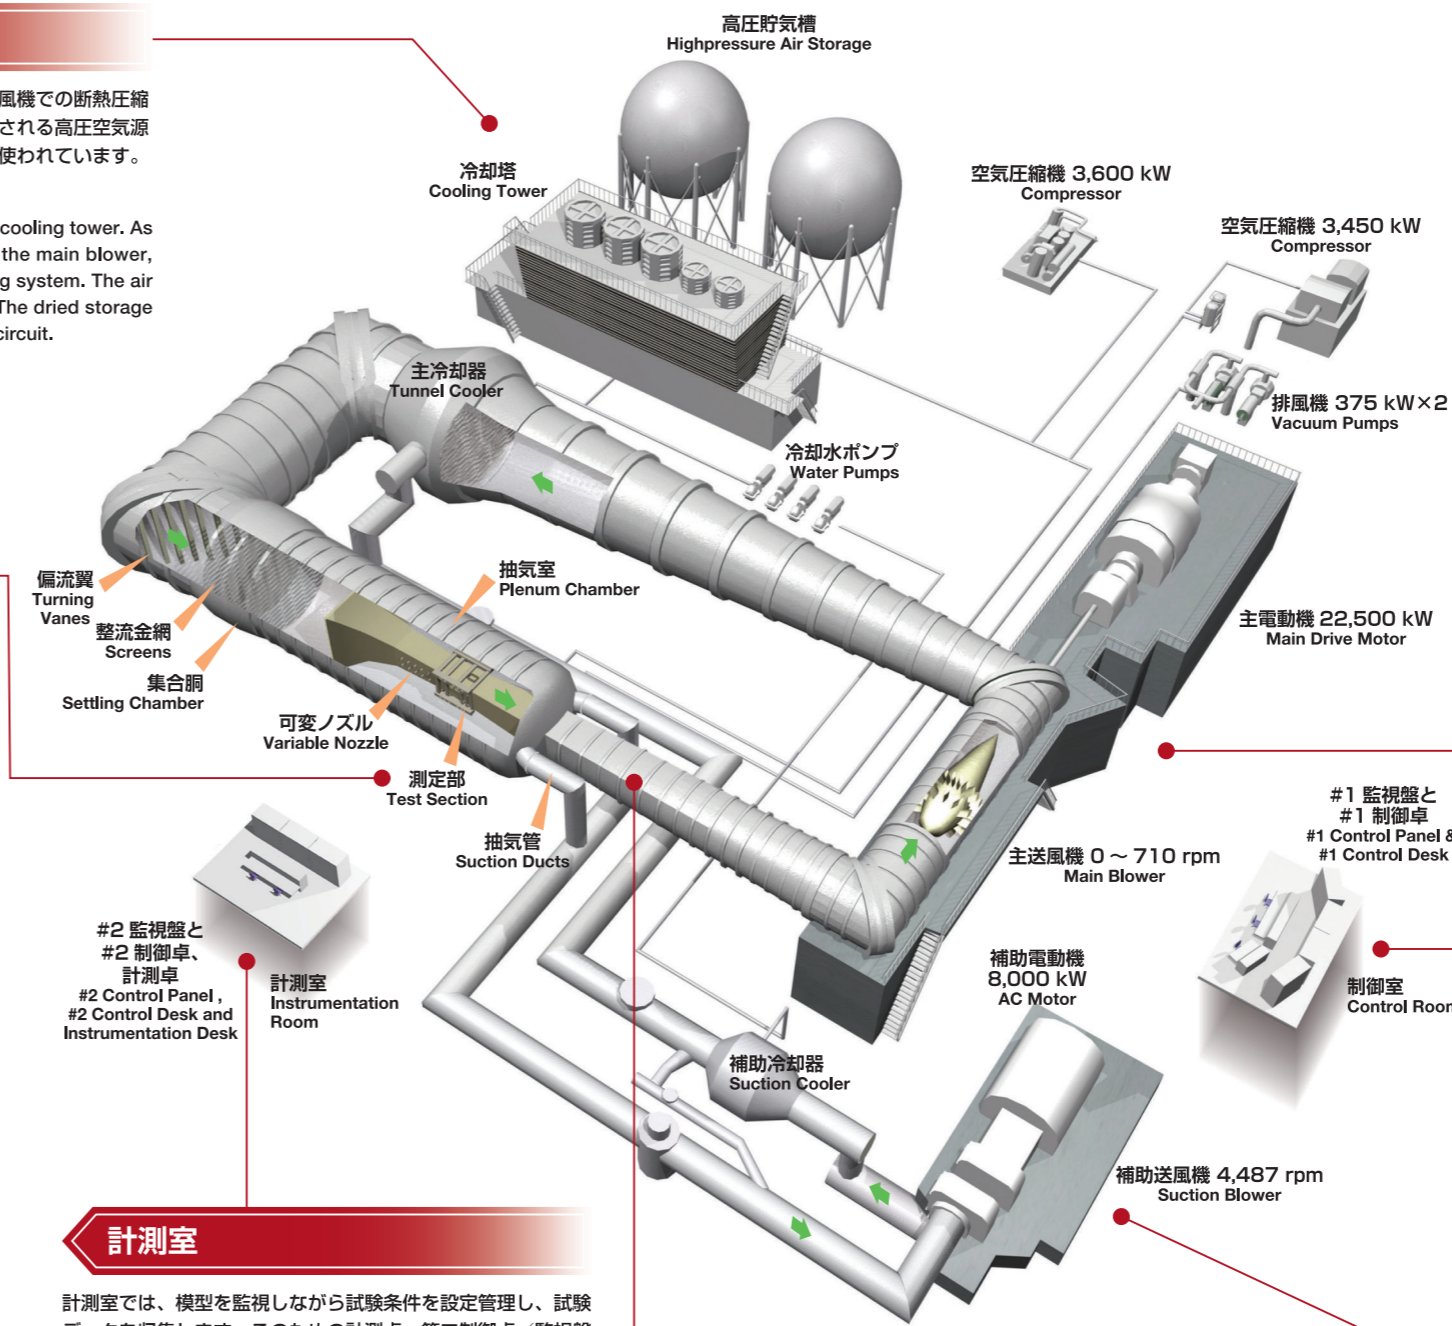 風機での断熱圧縮
される高圧空気源
使われています。
cooling tower. As
the main blower,
g system. The air
The dried storage
circuit.
高圧貯気槽
Highpressure Air Storage
冷却塔
Cooling Tower
空気圧縮機 3,600 kW
Compressor
空気圧縮機 3,450 kW
Compressor
排風機 375 kW×2
Vacuum Pumps
主冷却器
Tunnel Cooler
冷却水ポンプ
Water Pumps
偏流翼
Turning
Vanes
整流金網
Screens
集合胴
Settling Chamber
抽気室
Plenum Chamber
可変ノズル
Variable Nozzle
測定部
Test Section
抽気管
Suction Ducts
主電動機 22,500 kW
Main Drive Motor
主送風機 0 ～ 710 rpm
Main Blower
#1 監視盤と
#1 制御卓
#1 Control Panel &
#1 Control Desk
制御室
Control Room
#2 監視盤と
#2 制御卓、
計測卓
#2 Control Panel ,
#2 Control Desk and
Instrumentation Desk
計測室
Instrumentation
Room
補助電動機
8,000 kW
AC Motor
補助冷却器
Suction Cooler
補助送風機 4,487 rpm
Suction Blower
計測室
計測室では、模型を監視しながら試験条件を設定管理し、試験